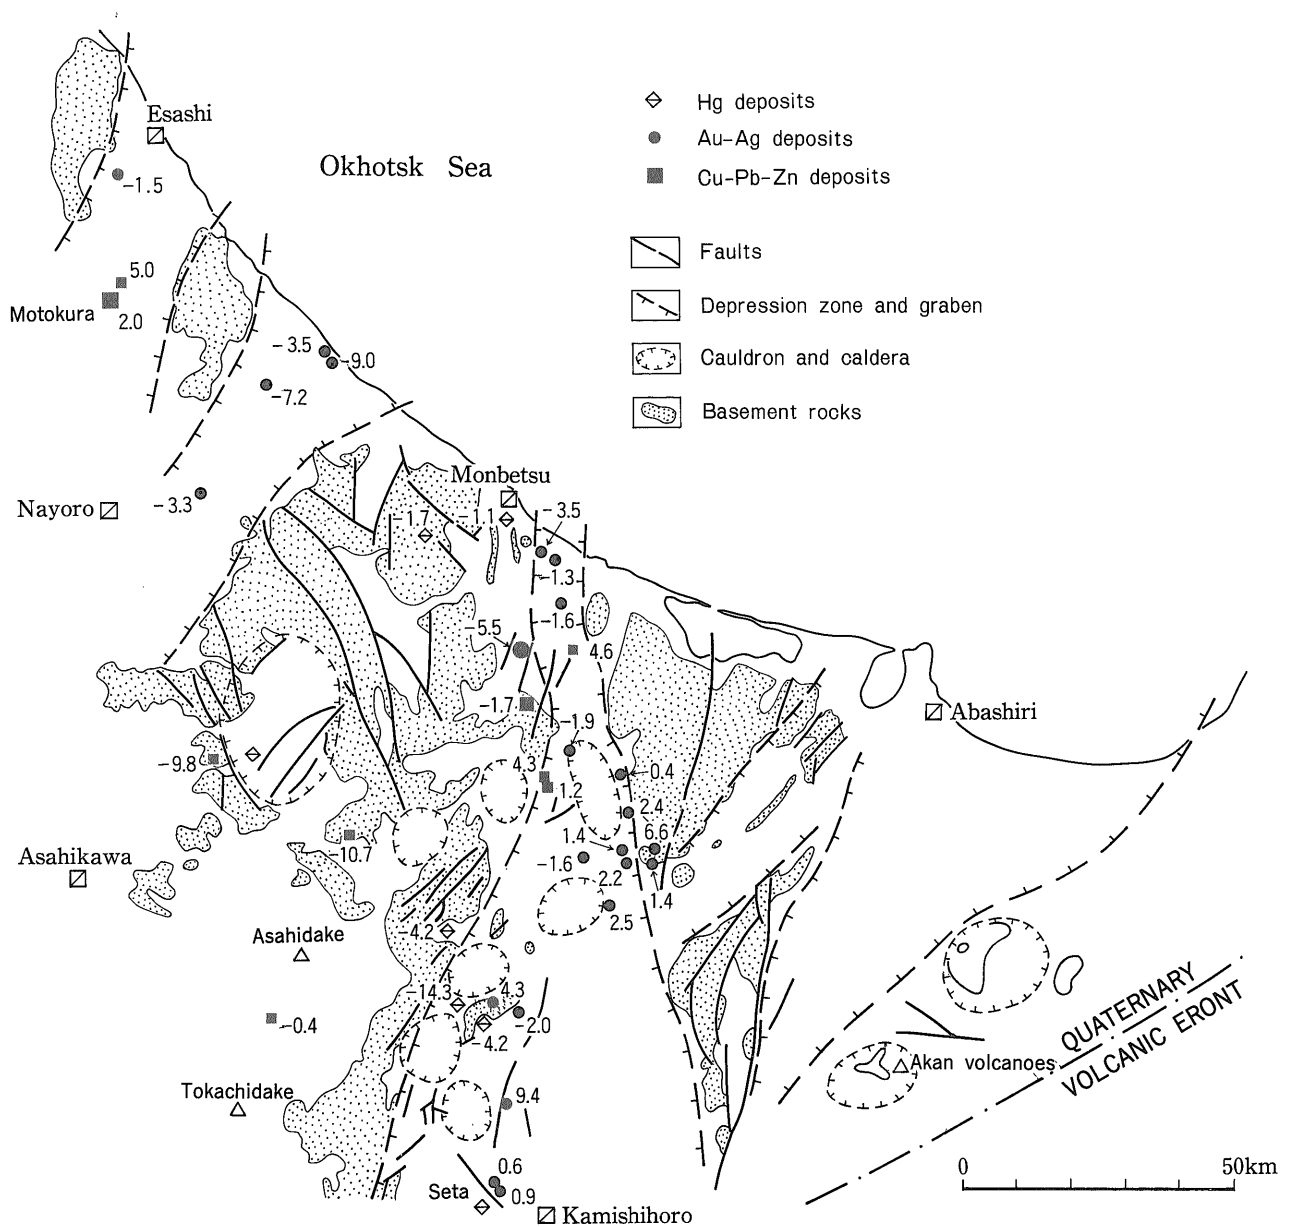 Esashi
Okhotsk Sea
Hg deposits
Au-Ag deposits
Cu-Pb-Zn deposits
Faults
Depression zone and graben
Cauldron and caldera
Basement rocks
-1.5
5.0
Motokura
2.0
-3.5
-9.0
-7.2
Monbetsu
Nayoro
-3.3
-1.7
-1.1
-3.5
-1.3
-1.6
-5.5
4.6
-1.7
-1.9
Abashiri
-9.8
4.3
0.4
1.2
2.4
1.4
6.6
-10.7
-1.6
Asahikawa
2.2
1.4
2.5
Asahidake
-4.2
-14.3
4.3
-0.4
-2.0
-4.2
QUATERNARY
VOLCANIC ERONT
Akan volcanoes
Tokachidake
9.4
0.6
Seta
0.9
Kamishihoro
0
50km